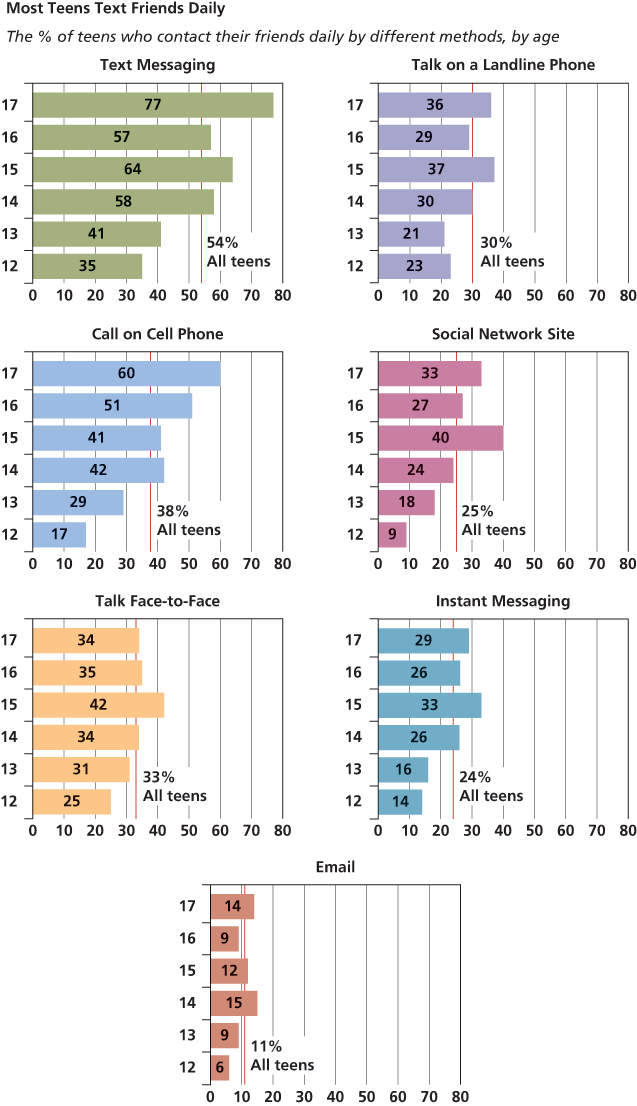 Most Teens Text Friends Daily
The % of teens who contact their friends daily by different methods, by age
Text Messaging
17 77
16 57
15 64
14 58
13 41
12 35
54%
All teens
0 10 20 30 40 50 60 70 80
Talk on a Landline Phone
17 36
16 29
15 37
14 30
13 21
12 23
30%
All teens
0 10 20 30 40 50 60 70 80
Call on Cell Phone
17 60
16 51
15 41
14 42
13 29
12 17
38%
All teens
0 10 20 30 40 50 60 70 80
Social Network Site
17 33
16 27
15 40
14 24
13 18
12 9
25%
All teens
0 10 20 30 40 50 60 70 80
Talk Face-to-Face
17 34
16 35
15 42
14 34
13 31
12 25
33%
All teens
0 10 20 30 40 50 60 70 80
Instant Messaging
17 29
16 26
15 33
14 26
13 16
12 14
24%
All teens
0 10 20 30 40 50 60 70 80
Email
17 14
16 9
15 12
14 15
13 9
12 6
11%
All teens
0 10 20 30 40 50 60 70 80